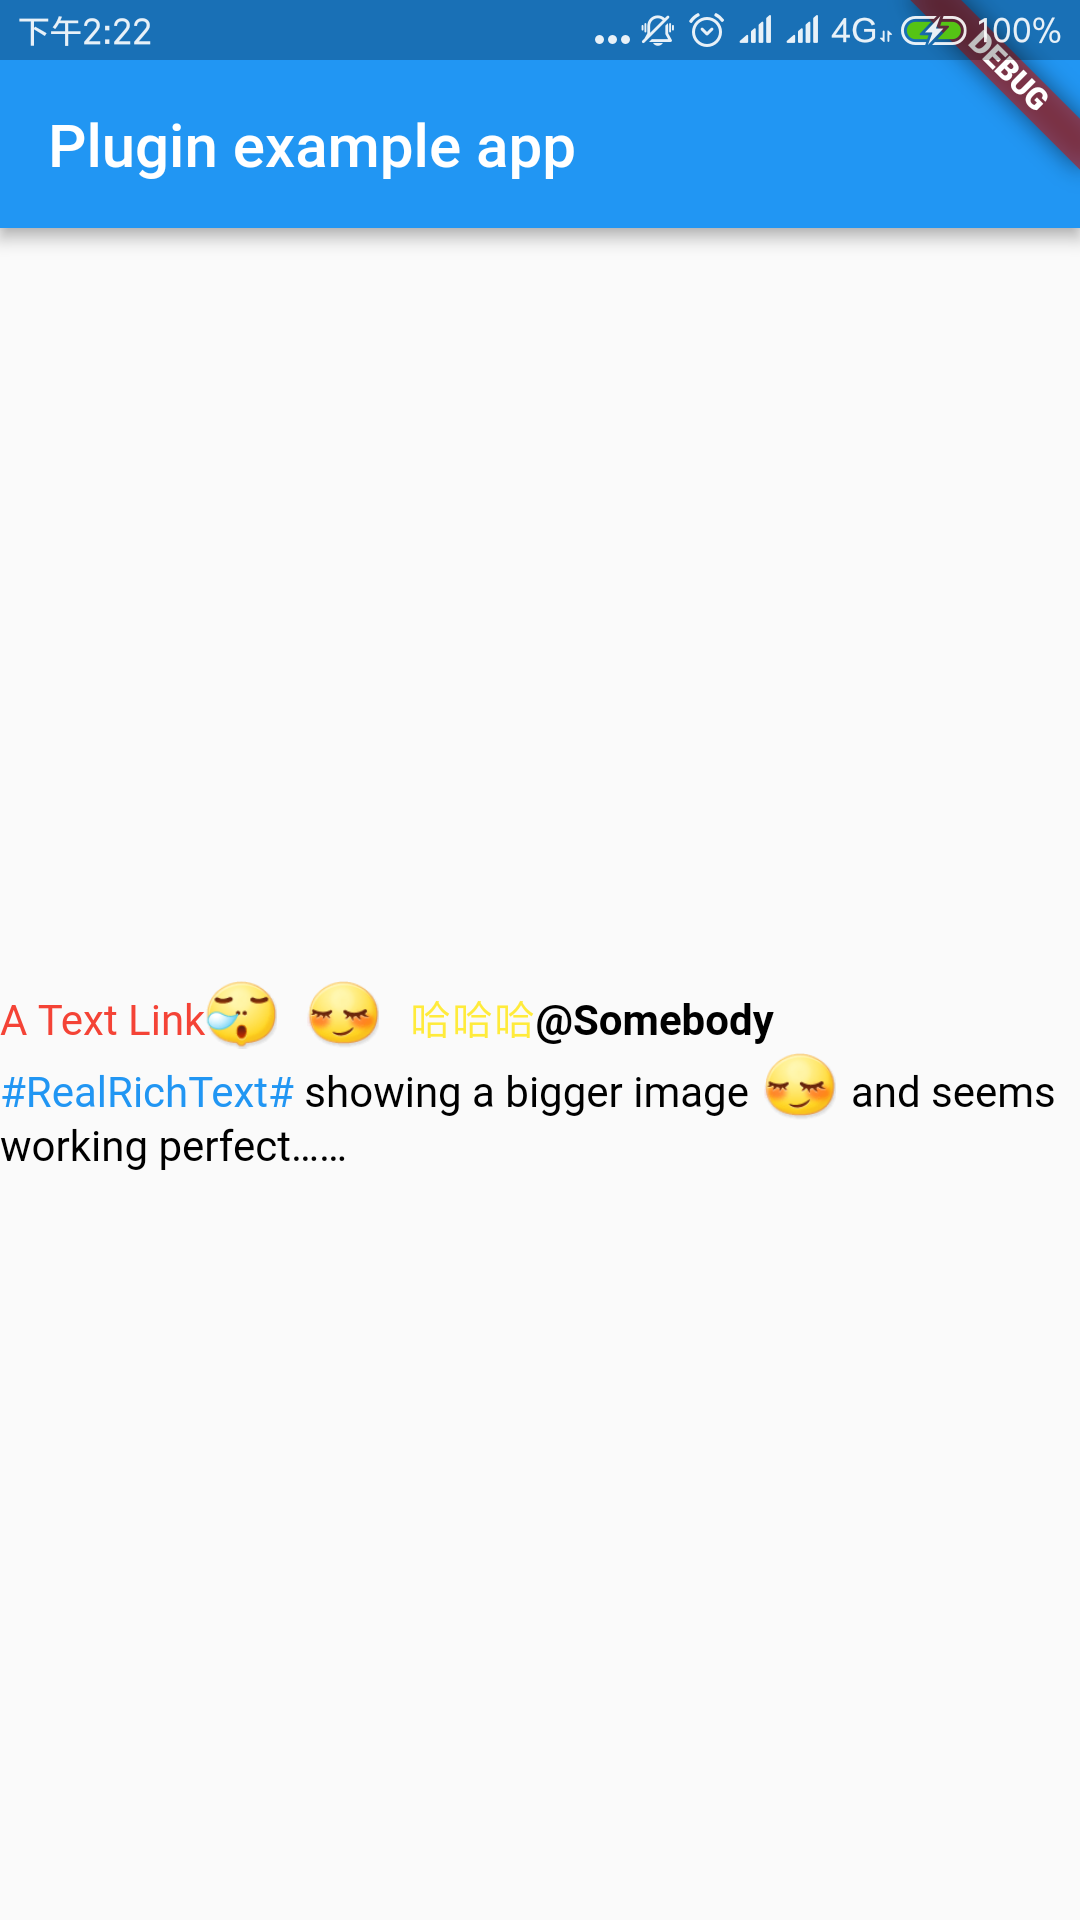 下午2:22 4G 100%
DEBUG
Plugin example app
A Text Link 哈哈哈@Somebody
#RealRichText# showing a bigger image and seems
working perfect……